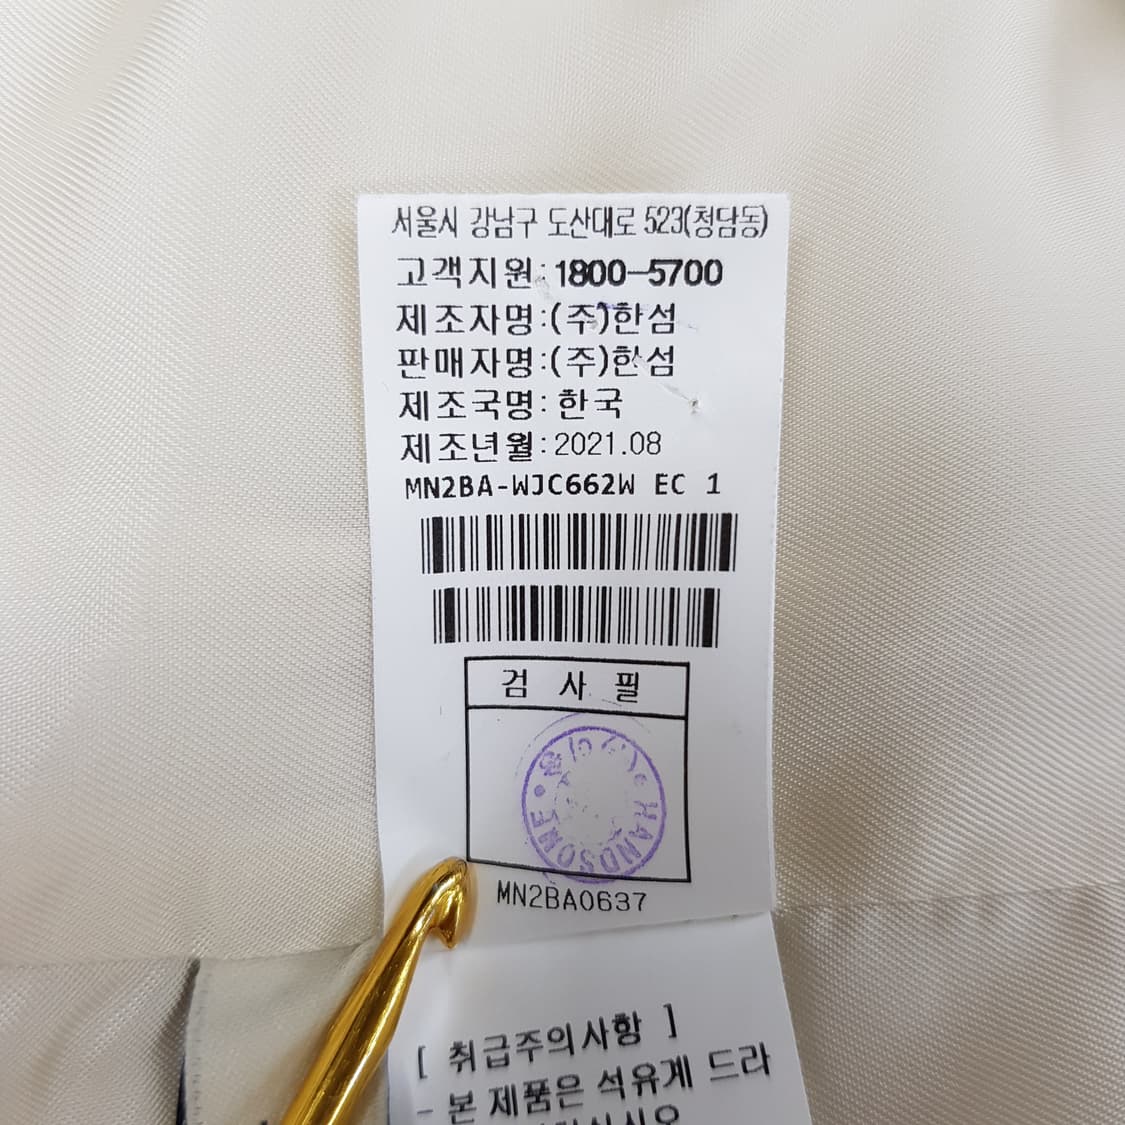 서울시 강남구 도산대로 523(청담동)
고객지원:1800-5700
제조자명:(주)한섬
판매자명:(주)한섬
제조국명:한국
제조년월:2021.08
MN2BA-WJC662W EC 1
검 사 필
HANDSOME
MN2BA0637
[ 취급주의사항 ]
- 본 제품은 석유계 드라